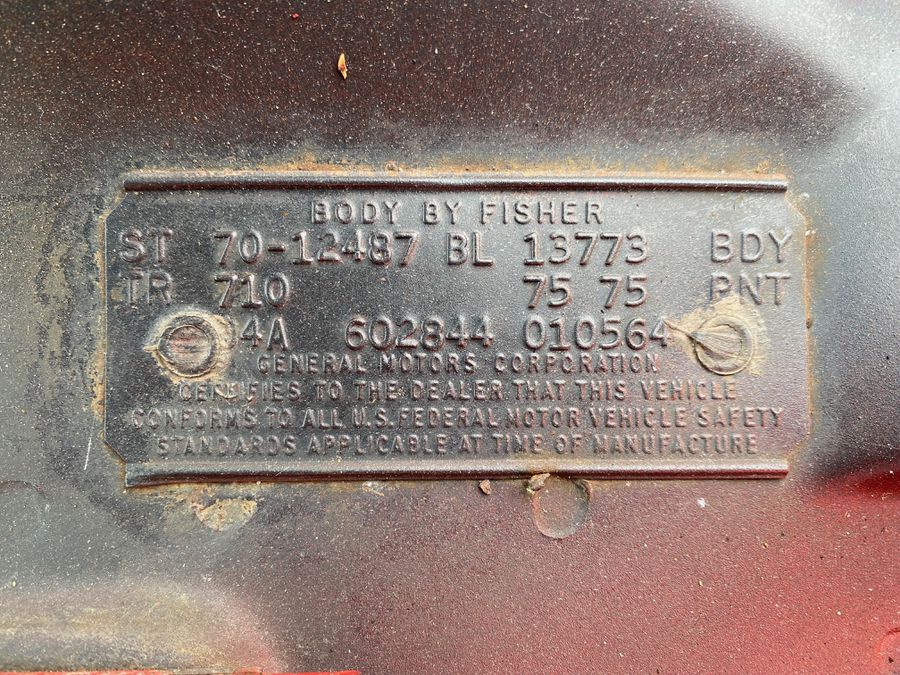 BODY BY FISHER
ST 70-12487 BL 13773 BDY
TR 710 75 75 PNT
4A 602844 010564
GENERAL MOTORS CORPORATION
CERTIFIES TO THE DEALER THAT THIS VEHICLE
CONFORMS TO ALL U.S. FEDERAL MOTOR VEHICLE SAFETY
STANDARDS APPLICABLE AT TIME OF MANUFACTURE